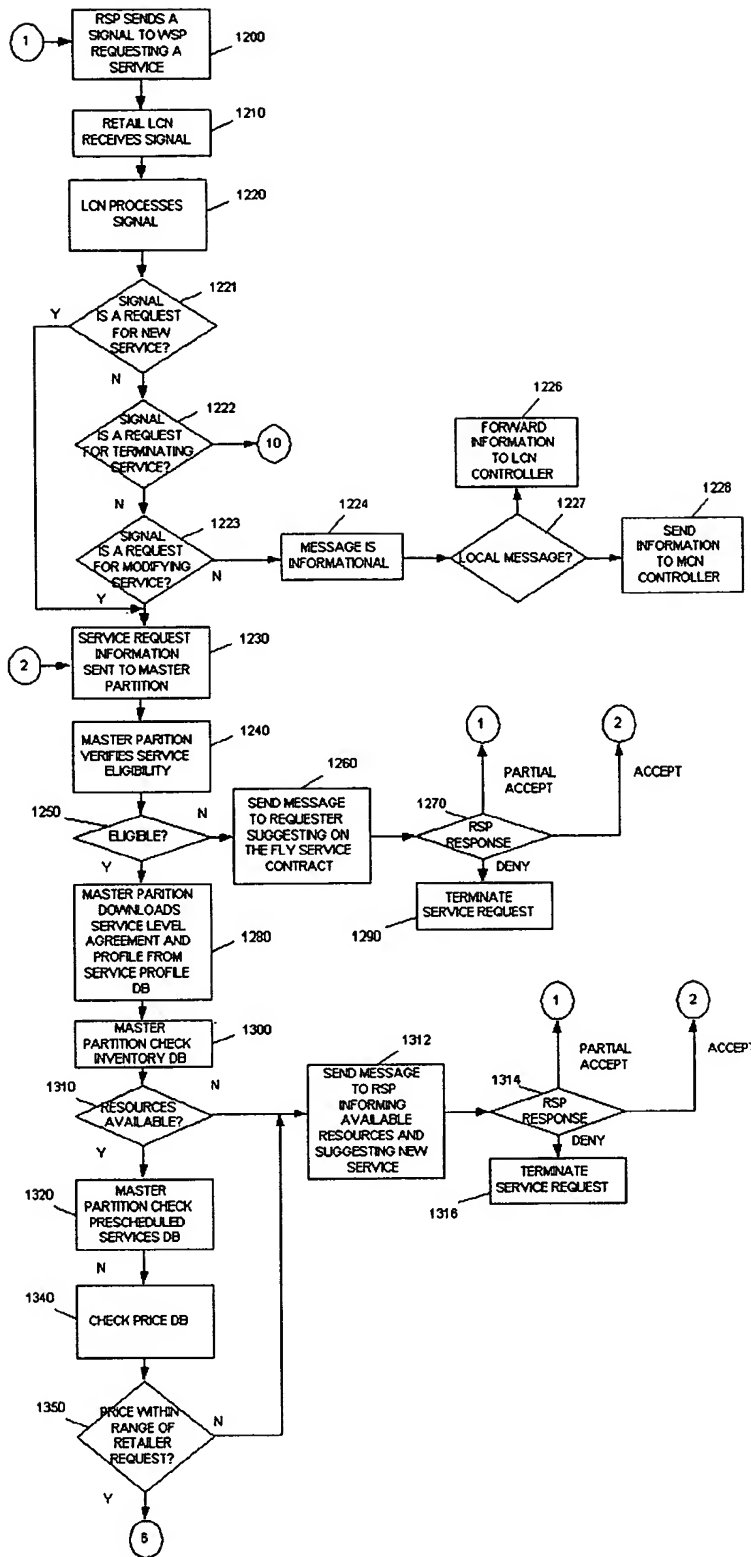 1
RSP SENDS A
SIGNAL TO WSP
REQUESTING A
SERIVICE
1200
RETAIL LCN
RECEIVES SIGNAL
1210
LCN PROCESSES
SIGNAL
1220
SIGNAL
IS A REQUEST
FOR NEW
SERVICE?
1221
Y
N
SIGNAL
IS A REQUEST
FOR TERMINATING
SERVICE?
1222
10
N
SIGNAL
IS A REQUEST
FOR MODIFYING
SERVICE?
1223
N
Y
MESSAGE IS
INFORMATIONAL
1224
LOCAL MESSAGE?
1227
FORWARD
INFORMATION
TO LCN
CONTROLLER
1226
SEND
INFORMATION
TO MCN
CONTROLLER
1228
2
SERVICE REQUEST
INFORMATION
SENT TO MASTER
PARTITION
1230
MASTER PARITION
VERIFIES SERVICE
ELIGIBILITY
1240
1250
ELIGIBLE?
N
Y
SEND MESSAGE
TO REQUESTER
SUGGESTING ON
THE FLY SERVICE
CONTRACT
1260
RSP
RESPONSE
1270
1
PARTIAL
ACCEPT
2
ACCEPT
DENY
TERMINATE
SERVICE REQUEST
1290
MASTER PARITION
DOWNLOADS
SERVICE LEVEL
AGREEMENT AND
PROFILE FROM
SERVICE PROFILE
DB
1280
MASTER
PARTITION CHECK
INVENTORY DB
1300
1310
RESOURCES
AVAILABLE?
N
Y
SEND MESSAGE
TO RSP
INFORMING
AVAILABLE
RESOURCES AND
SUGGESTING NEW
SERVICE
1312
RSP
RESPONSE
1314
1
PARTIAL
ACCEPT
2
ACCEPT
DENY
TERMINATE
SERVICE REQUEST
1316
1320
MASTER
PARTITION CHECK
PRESCHEDULED
SERVICES DB
N
1340
CHECK PRICE DB
1350
PRICE WITHIN
RANGE OF
RETAILER
REQUEST?
N
Y
6